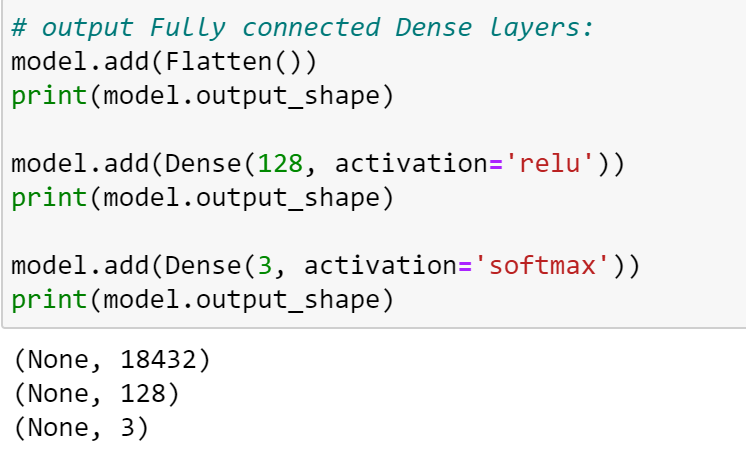 # output Fully connected Dense layers:
model.add(Flatten())
print(model.output_shape)
model.add(Dense(128, activation='relu'))
print(model.output_shape)
model.add(Dense(3, activation='softmax'))
print(model.output_shape)
(None, 18432)
(None, 128)
(None, 3)